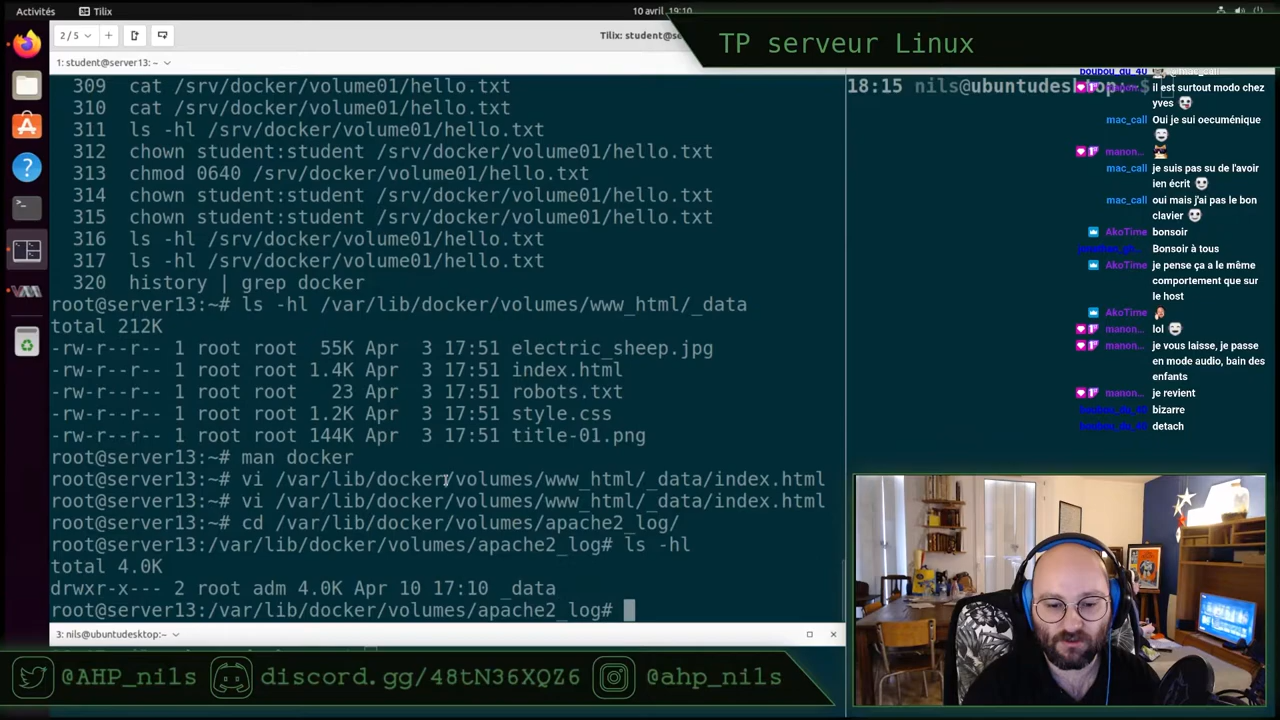 Activités
Tilix
10 avril 19:10
2/5
Tilix: student@se
TP serveur Linux
1: student@server13: ~
309 cat /srv/docker/volume01/hello.txt
310 cat /srv/docker/volume01/hello.txt
311 ls -hl /srv/docker/volume01/hello.txt
312 chown student:student /srv/docker/volume01/hello.txt
313 chmod 0640 /srv/docker/volume01/hello.txt
314 chown student:student /srv/docker/volume01/hello.txt
315 chown student:student /srv/docker/volume01/hello.txt
316 ls -hl /srv/docker/volume01/hello.txt
317 ls -hl /srv/docker/volume01/hello.txt
320 history | grep docker
root@server13:~# ls -hl /var/lib/docker/volumes/www_html/_data
total 212K
-rw-r--r-- 1 root root 55K Apr 3 17:51 electric_sheep.jpg
-rw-r--r-- 1 root root 1.4K Apr 3 17:51 index.html
-rw-r--r-- 1 root root 23 Apr 3 17:51 robots.txt
-rw-r--r-- 1 root root 1.2K Apr 3 17:51 style.css
-rw-r--r-- 1 root root 144K Apr 3 17:51 title-01.png
root@server13:~# man docker
root@server13:~# vi /var/lib/docker/volumes/www_html/_data/index.html
root@server13:~# vi /var/lib/docker/volumes/www_html/_data/index.html
root@server13:~# cd /var/lib/docker/volumes/apache2_log/
root@server13:/var/lib/docker/volumes/apache2_log# ls -hl
total 4.0K
drwxr-x--- 2 root adm 4.0K Apr 10 17:10 _data
root@server13:/var/lib/docker/volumes/apache2_log#
3: nils@ubuntudesktop:~
18:15 nils@ubuntudesktop:~$
boubou_du_40 @mac_call
manon... il est surtout modo chez
yves
mac_call Oui je sui oecuménique
manon...
mac_call je suis pas su de l'avoir
ien écrit
mac_call oui mais j'ai pas le bon
clavier
AkoTime bonsoir
Bonsoir à tous
AkoTime je pense ça a le même
comportement que sur
le host
AkoTime
manon... lol
manon... je vous laisse, je passe
en mode audio, bain des
enfants
manon... je revient
boubou_du_40 bizarre
boubou_du_40 detach
@AHP_nils
discord.gg/48tN36XQZ6
@ahp_nils